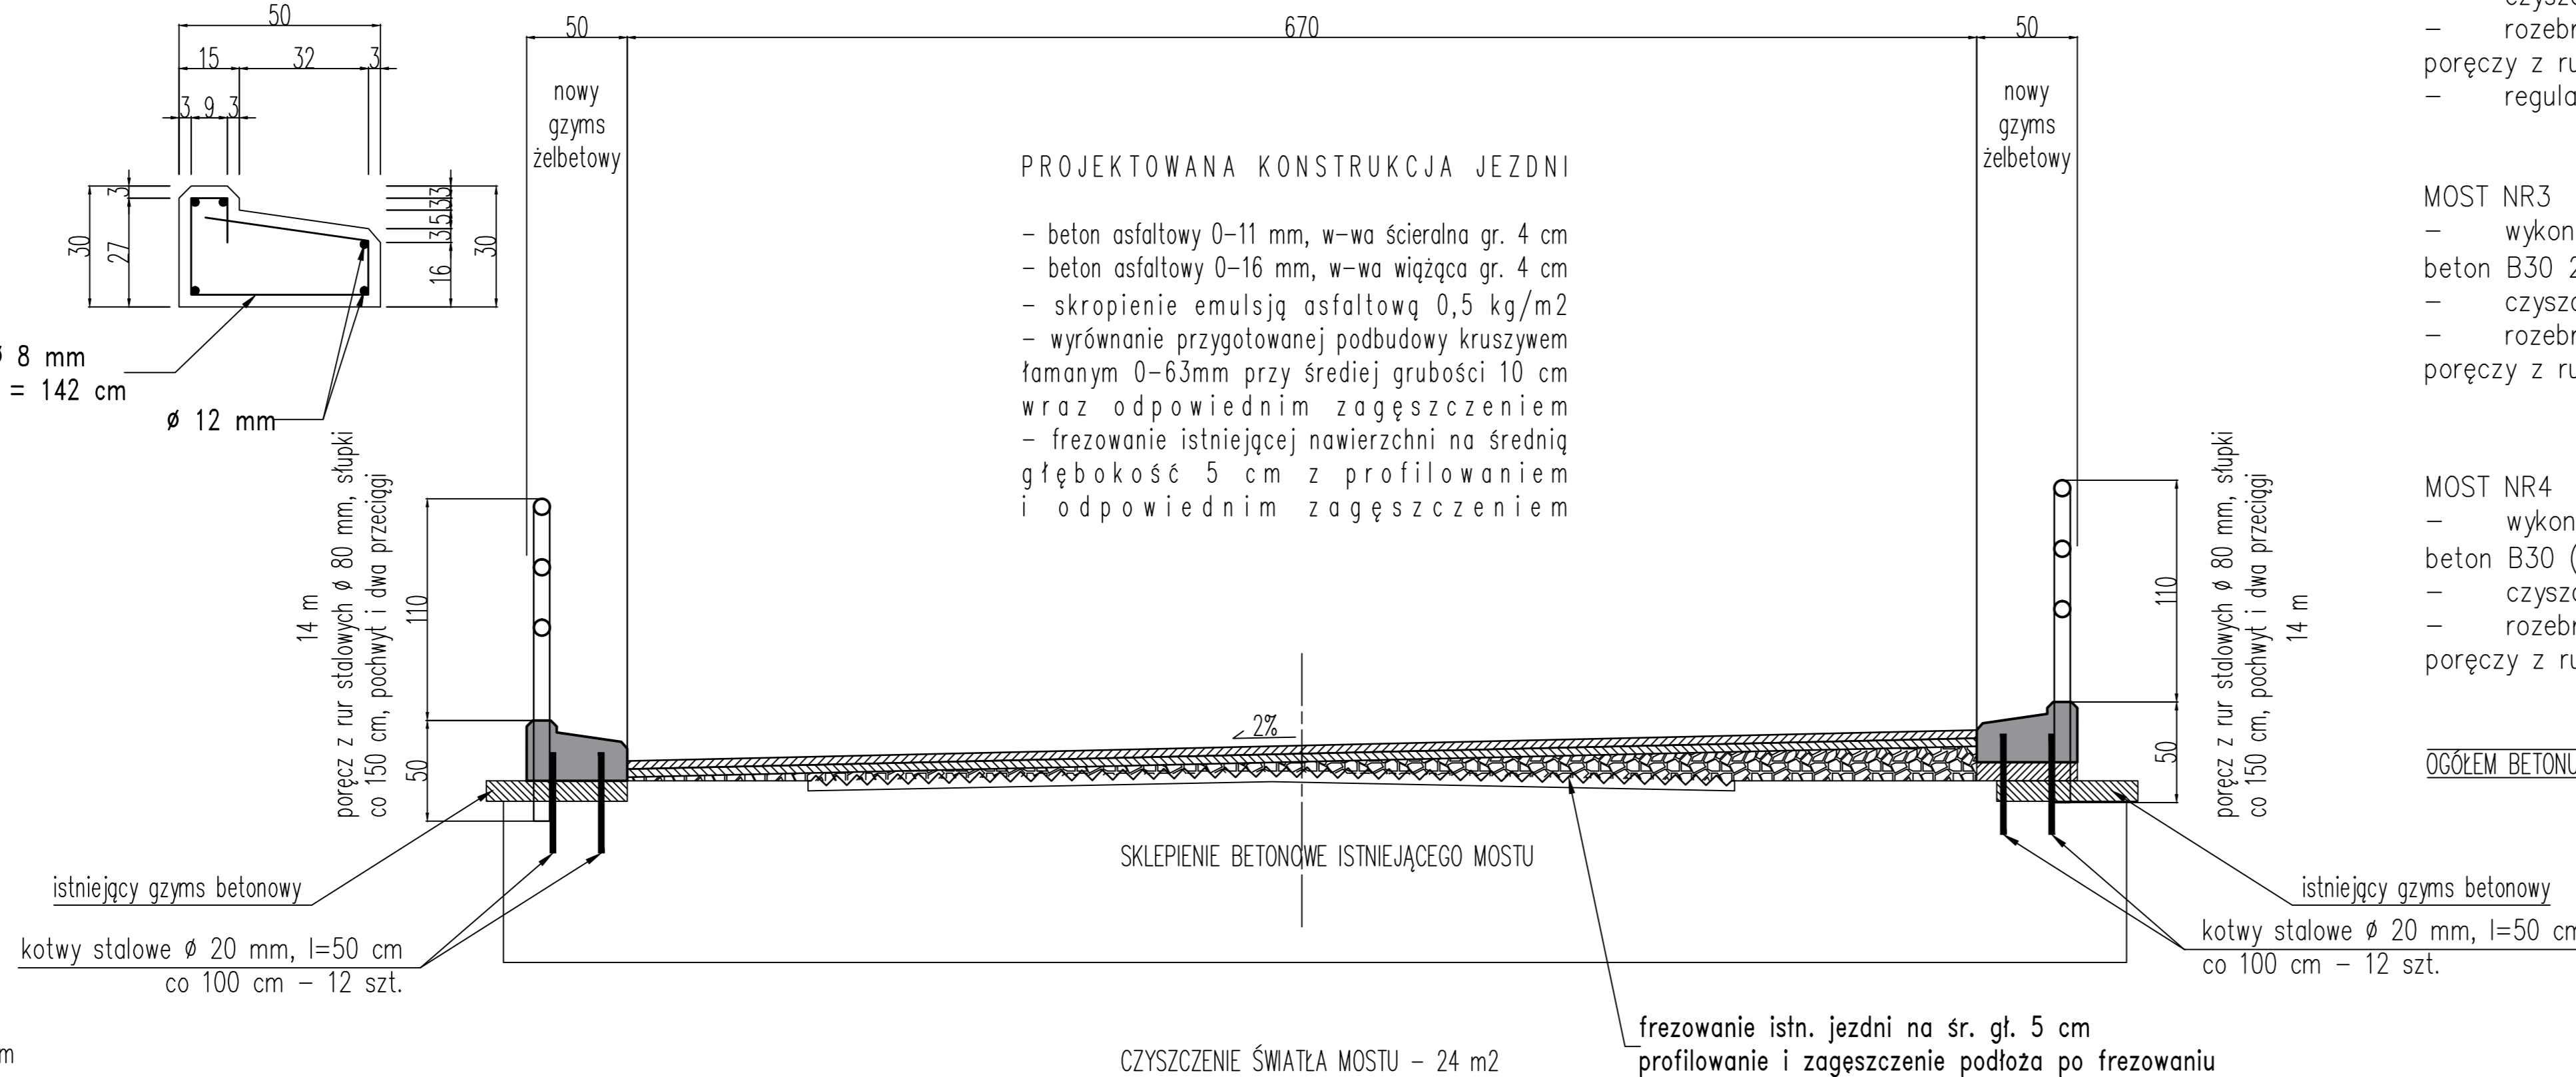 50
15 32 3
3 9 3
3
27
30
3
3
5
3
16
30
ø 8 mm
= 142 cm
ø 12 mm
50
670
50
nowy
gzyms
żelbetowy
nowy
gzyms
żelbetowy
PROJEKTOWANA KONSTRUKCJA JEZDNI
– beton asfaltowy 0–11 mm, w–wa ścieralna gr. 4 cm
– beton asfaltowy 0–16 mm, w–wa wiążąca gr. 4 cm
– skropienie emulsją asfaltową 0,5 kg/m2
– wyrównanie przygotowanej podbudowy kruszywem
łamanym 0–63mm przy średiej grubości 10 cm
wraz odpowiednim zagęszczeniem
– frezowanie istniejącej nawierzchni na średnią
głębokość 5 cm z profilowaniem
i odpowiednim zagęszczeniem
14 m
poręcz z rur stalowych ø 80 mm, słupki
co 150 cm, pochwyt i dwa przeciągi
110
50
2%
110
50
poręcz z rur stalowych ø 80 mm, słupki
co 150 cm, pochwyt i dwa przeciągi
14 m
SKLEPIENIE BETONOWE ISTNIEJĄCEGO MOSTU
istniejący gzyms betonowy
kotwy stalowe ø 20 mm, l=50 cm
co 100 cm – 12 szt.
istniejący gzyms betonowy
kotwy stalowe ø 20 mm, l=50 cm
co 100 cm – 12 szt.
frezowanie istn. jezdni na śr. gł. 5 cm
profilowanie i zagęszczenie podłoża po frezowaniu
CZYSZCZENIE ŚWIATŁA MOSTU – 24 m2
m
– rozebr
poręczy z ru
– regula
MOST NR3
– wykon
beton B30 2
– czyszc
– rozebr
poręczy z ru
MOST NR4
– wykon
beton B30 (
– czyszc
– rozebr
poręczy z ru
OGÓŁEM BETONU